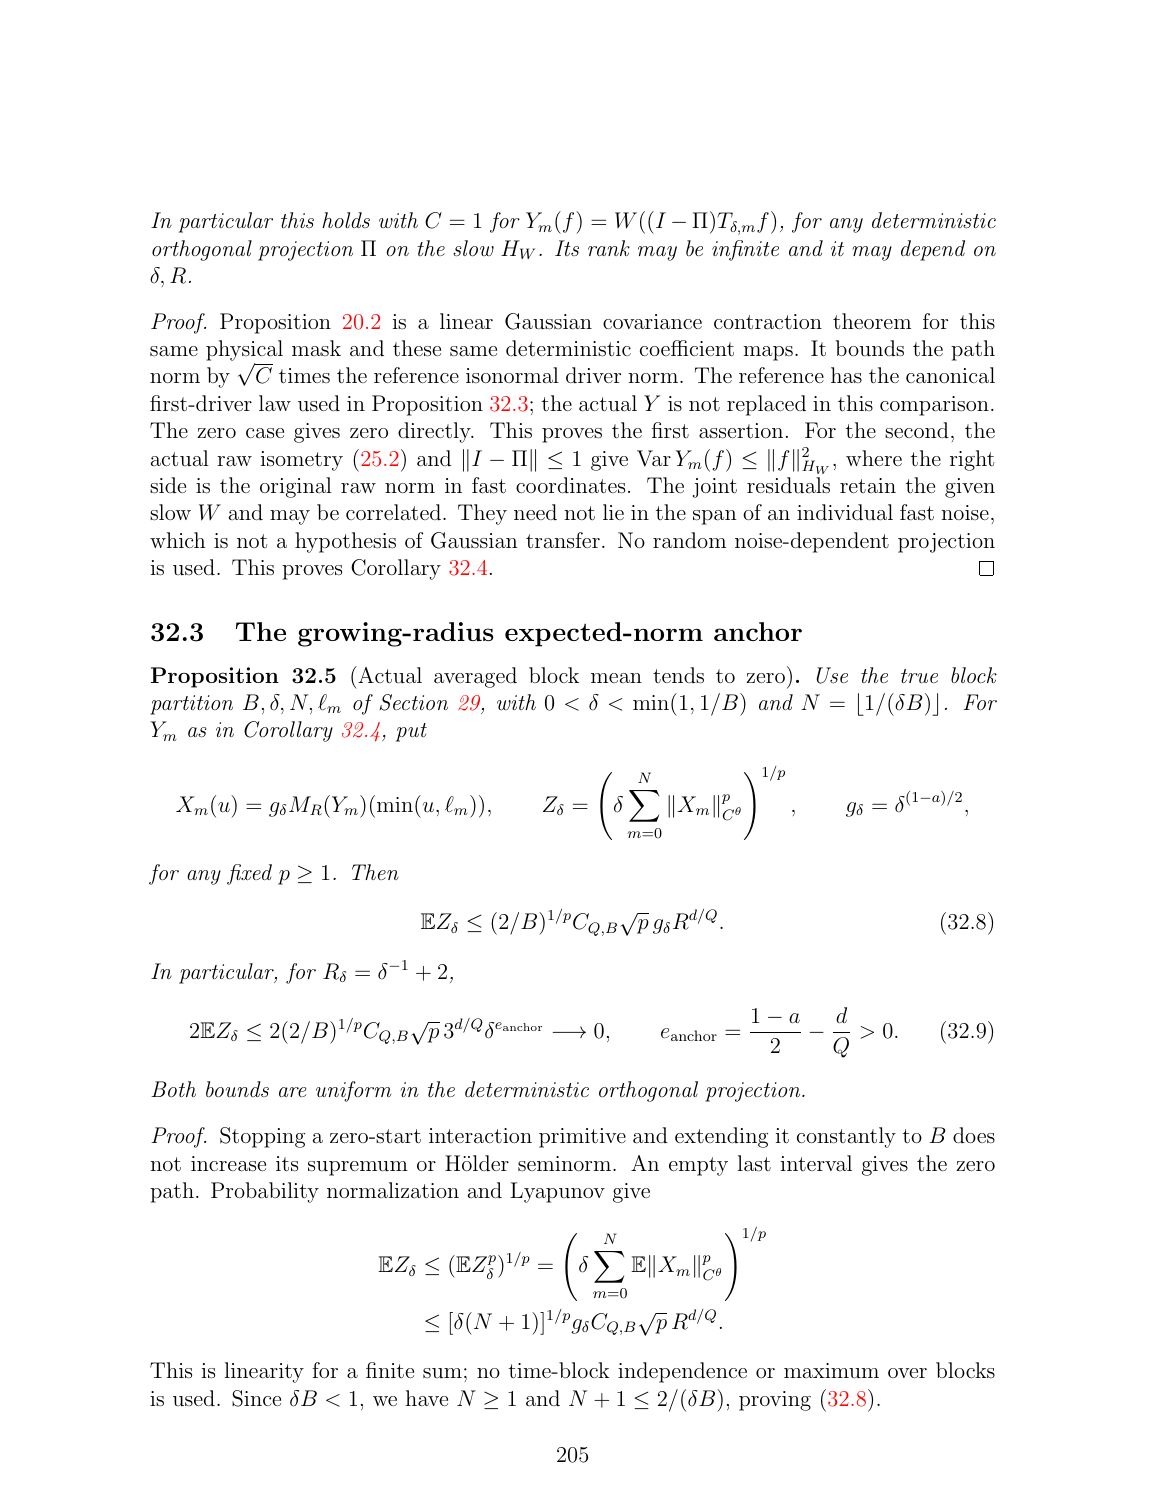 In particular this holds with C = 1 for Y_m(f) = W((I − Π)T_{δ,m}f), for any deterministic
orthogonal projection Π on the slow H_W. Its rank may be infinite and it may depend on
δ, R.
Proof. Proposition 20.2 is a linear Gaussian covariance contraction theorem for this
same physical mask and these same deterministic coefficient maps. It bounds the path
norm by √C times the reference isonormal driver norm. The reference has the canonical
first-driver law used in Proposition 32.3; the actual Y is not replaced in this comparison.
The zero case gives zero directly. This proves the first assertion. For the second, the
actual raw isometry (25.2) and ‖I − Π‖ ≤ 1 give Var Y_m(f) ≤ ‖f‖²_{H_W}, where the right
side is the original raw norm in fast coordinates. The joint residuals retain the given
slow W and may be correlated. They need not lie in the span of an individual fast noise,
which is not a hypothesis of Gaussian transfer. No random noise-dependent projection
is used. This proves Corollary 32.4. □
32.3 The growing-radius expected-norm anchor
Proposition 32.5 (Actual averaged block mean tends to zero). Use the true block
partition B, δ, N, ℓ_m of Section 29, with 0 < δ < min(1, 1/B) and N = ⌊1/(δB)⌋. For
Y_m as in Corollary 32.4, put
X_m(u) = g_δ M_R(Y_m)(min(u, ℓ_m)), Z_δ = (δ ∑_{m=0}^{N} ‖X_m‖^p_{C^θ})^{1/p}, g_δ = δ^{(1−a)/2},
for any fixed p ≥ 1. Then
𝔼Z_δ ≤ (2/B)^{1/p} C_{Q,B} √p g_δ R^{d/Q}. (32.8)
In particular, for R_δ = δ^{−1} + 2,
2𝔼Z_δ ≤ 2(2/B)^{1/p} C_{Q,B} √p 3^{d/Q} δ^{e_anchor} ⟶ 0, e_anchor = (1 − a)/2 − d/Q > 0. (32.9)
Both bounds are uniform in the deterministic orthogonal projection.
Proof. Stopping a zero-start interaction primitive and extending it constantly to B does
not increase its supremum or Hölder seminorm. An empty last interval gives the zero
path. Probability normalization and Lyapunov give
𝔼Z_δ ≤ (𝔼Z_δ^p)^{1/p} = (δ ∑_{m=0}^{N} 𝔼‖X_m‖^p_{C^θ})^{1/p}
≤ [δ(N + 1)]^{1/p} g_δ C_{Q,B} √p R^{d/Q}.
This is linearity for a finite sum; no time-block independence or maximum over blocks
is used. Since δB < 1, we have N ≥ 1 and N + 1 ≤ 2/(δB), proving (32.8).
205